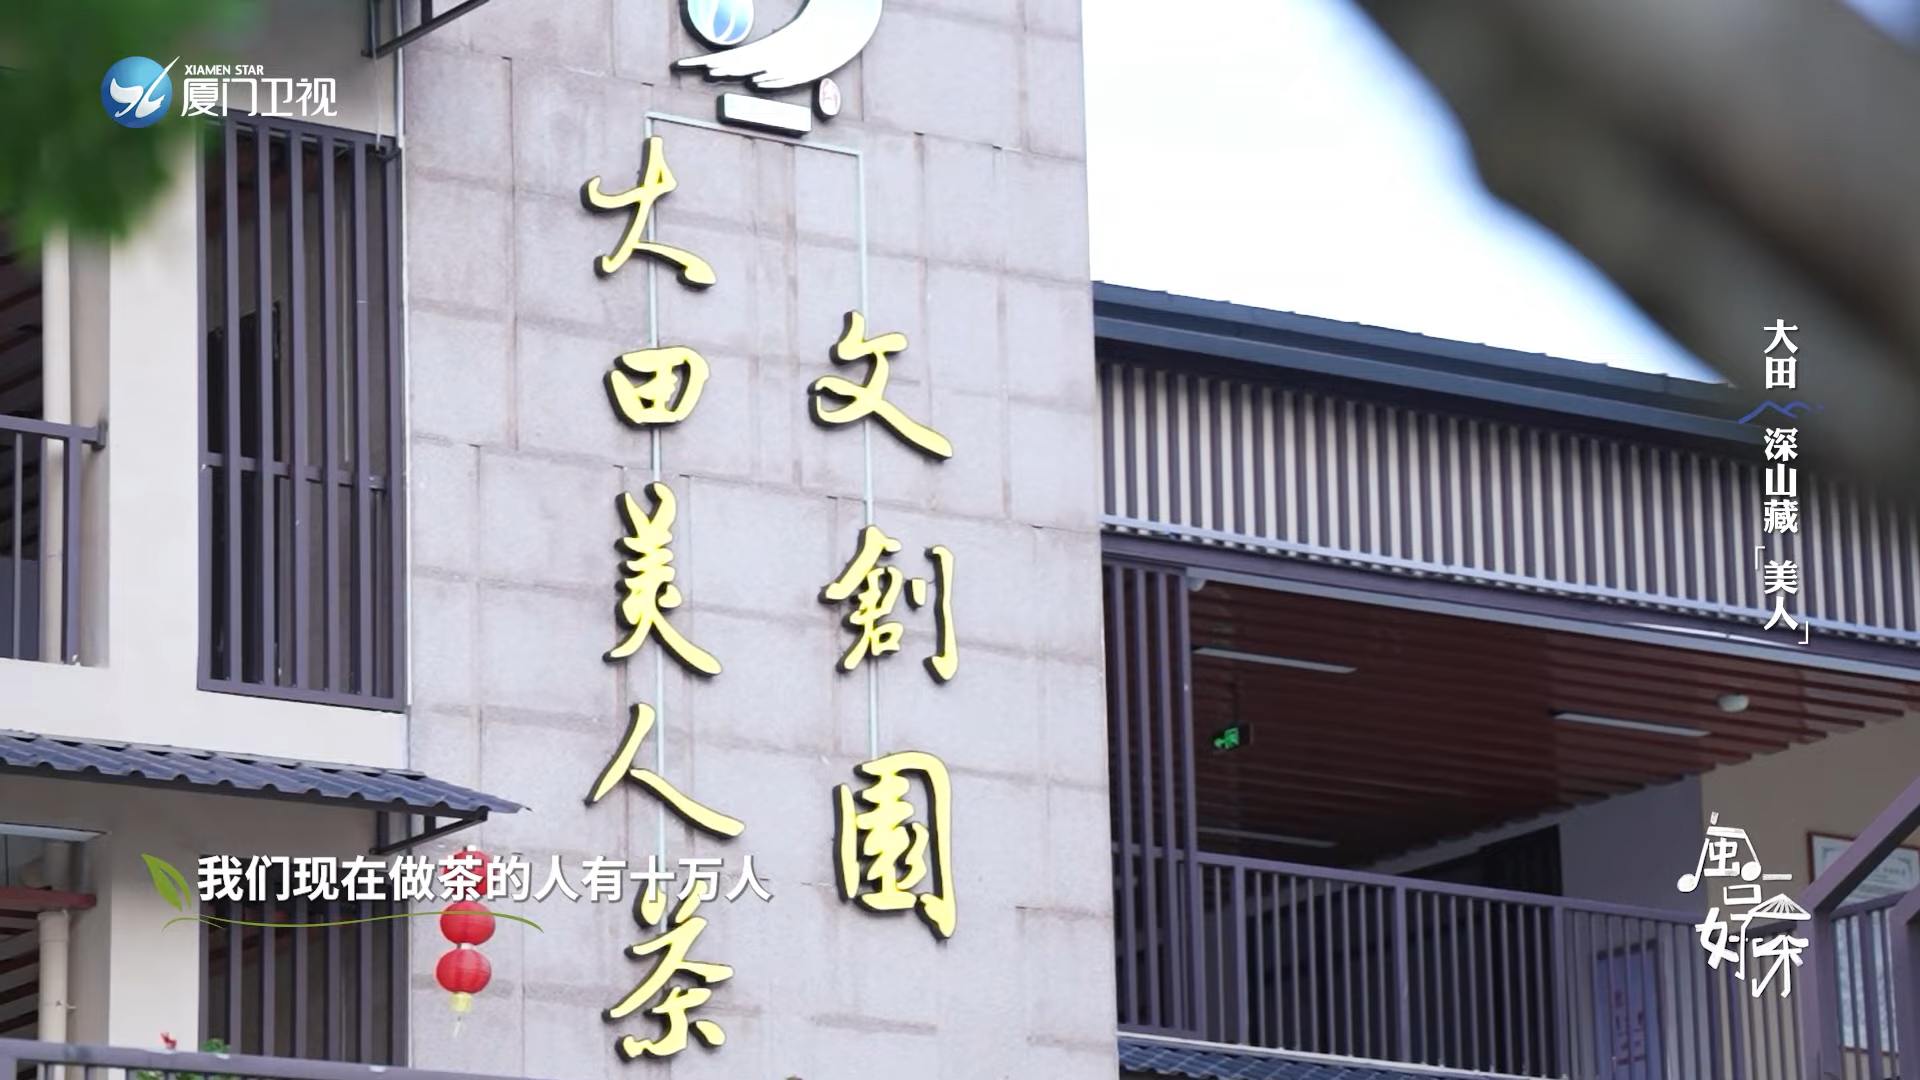 XIAMEN STAR
厦门卫视
大田美人茶
文創園
大田
深山藏「美人」
我们现在做茶的人有十万人